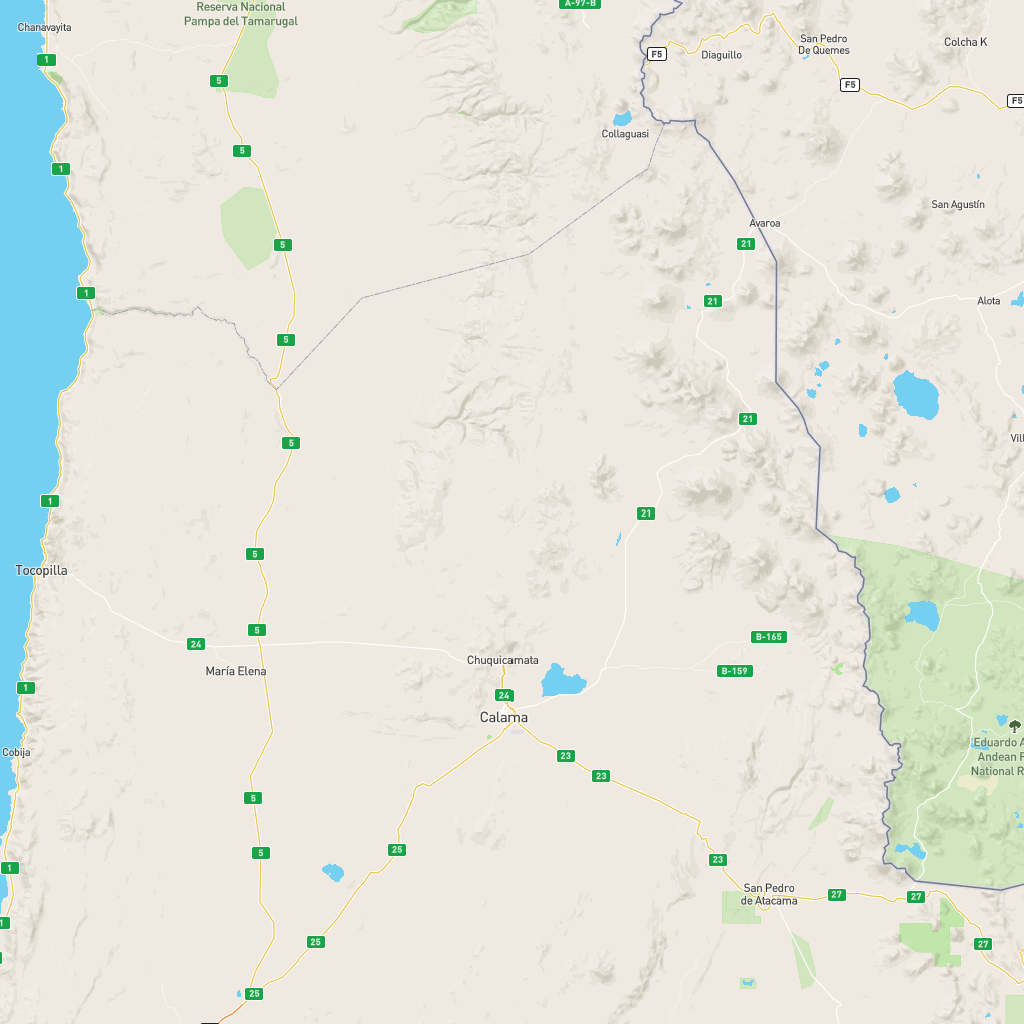 A-97-B
Reserva Nacional
Pampa del Tamarugal
Chanavayita
1
5
F5
Diaguillo
San Pedro
De Quemes
Colcha K
F5
F5
Collaguasi
5
1
San Agustín
Avaroa
5
21
1
21
Alota
5
21
5
Vill
1
21
5
Tocopilla
5
24
B-165
María Elena
Chuquicamata
B-159
1
24
Calama
Cobija
23
23
Eduardo A
Andean F
National R
5
5
25
1
23
San Pedro
de Atacama
27
27
1
25
27
25